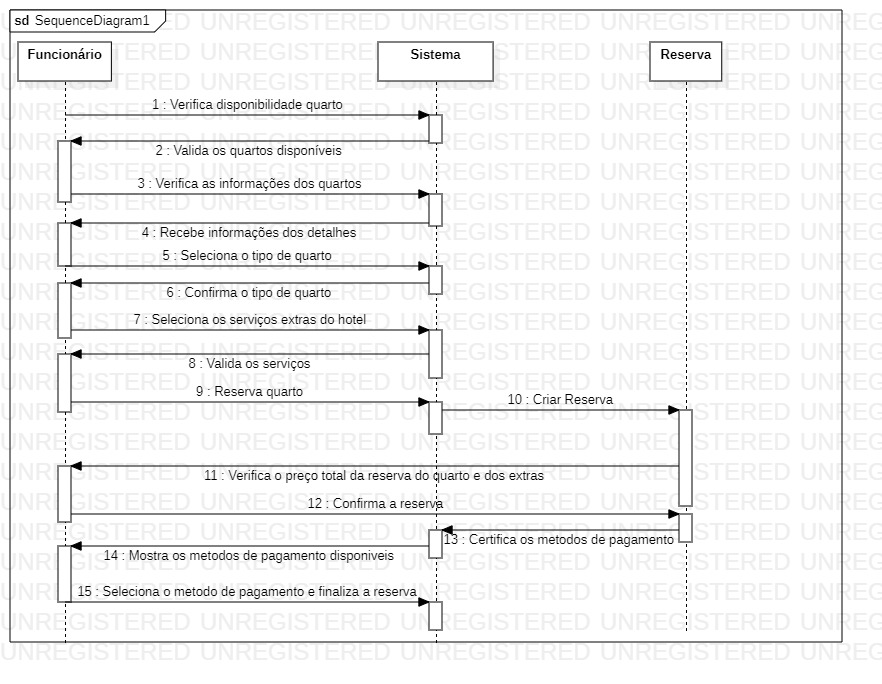 sd SequenceDiagram1
Funcionário
Sistema
Reserva
1 : Verifica disponibilidade quarto
2 : Valida os quartos disponíveis
3 : Verifica as informações dos quartos
4 : Recebe informações dos detalhes
5 : Seleciona o tipo de quarto
6 : Confirma o tipo de quarto
7 : Seleciona os serviços extras do hotel
8 : Valida os serviços
9 : Reserva quarto
10 : Criar Reserva
11 : Verifica o preço total da reserva do quarto e dos extras
12 : Confirma a reserva
13 : Certifica os metodos de pagamento
14 : Mostra os metodos de pagamento disponiveis
15 : Seleciona o metodo de pagamento e finaliza a reserva
UNREGISTERED